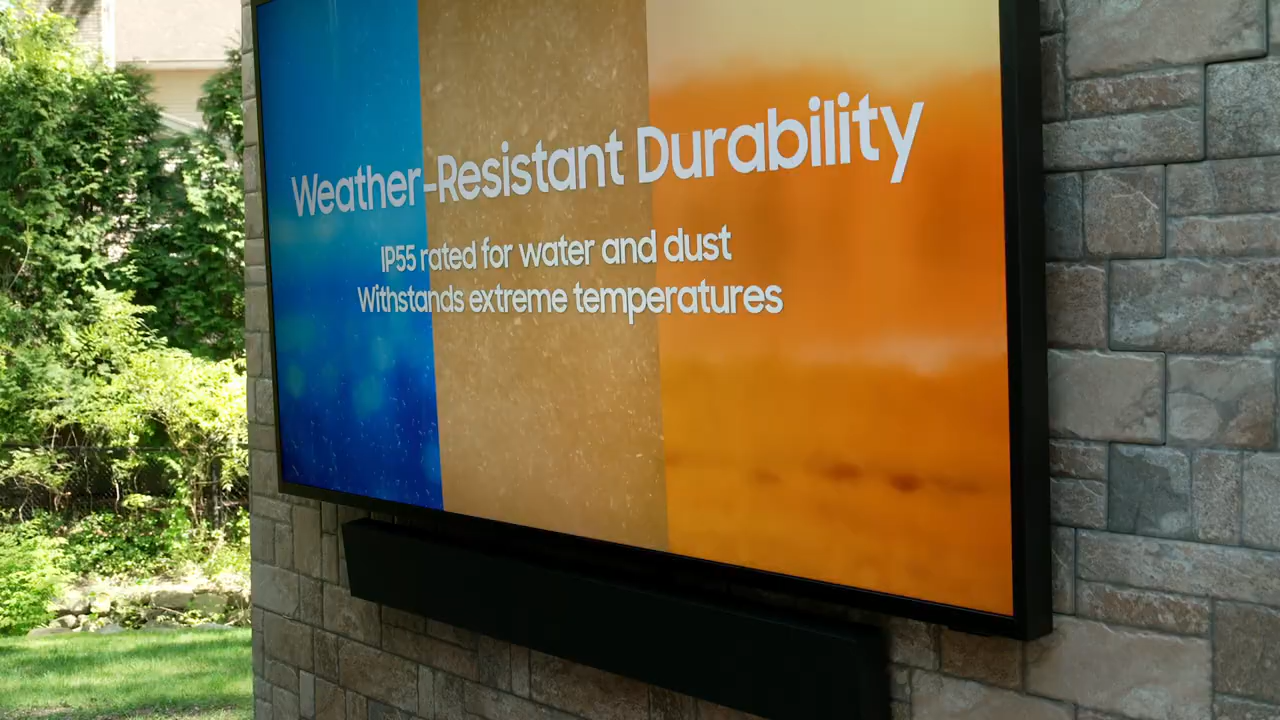 Weather-Resistant Durability
IP55 rated for water and dust
Withstands extreme temperatures